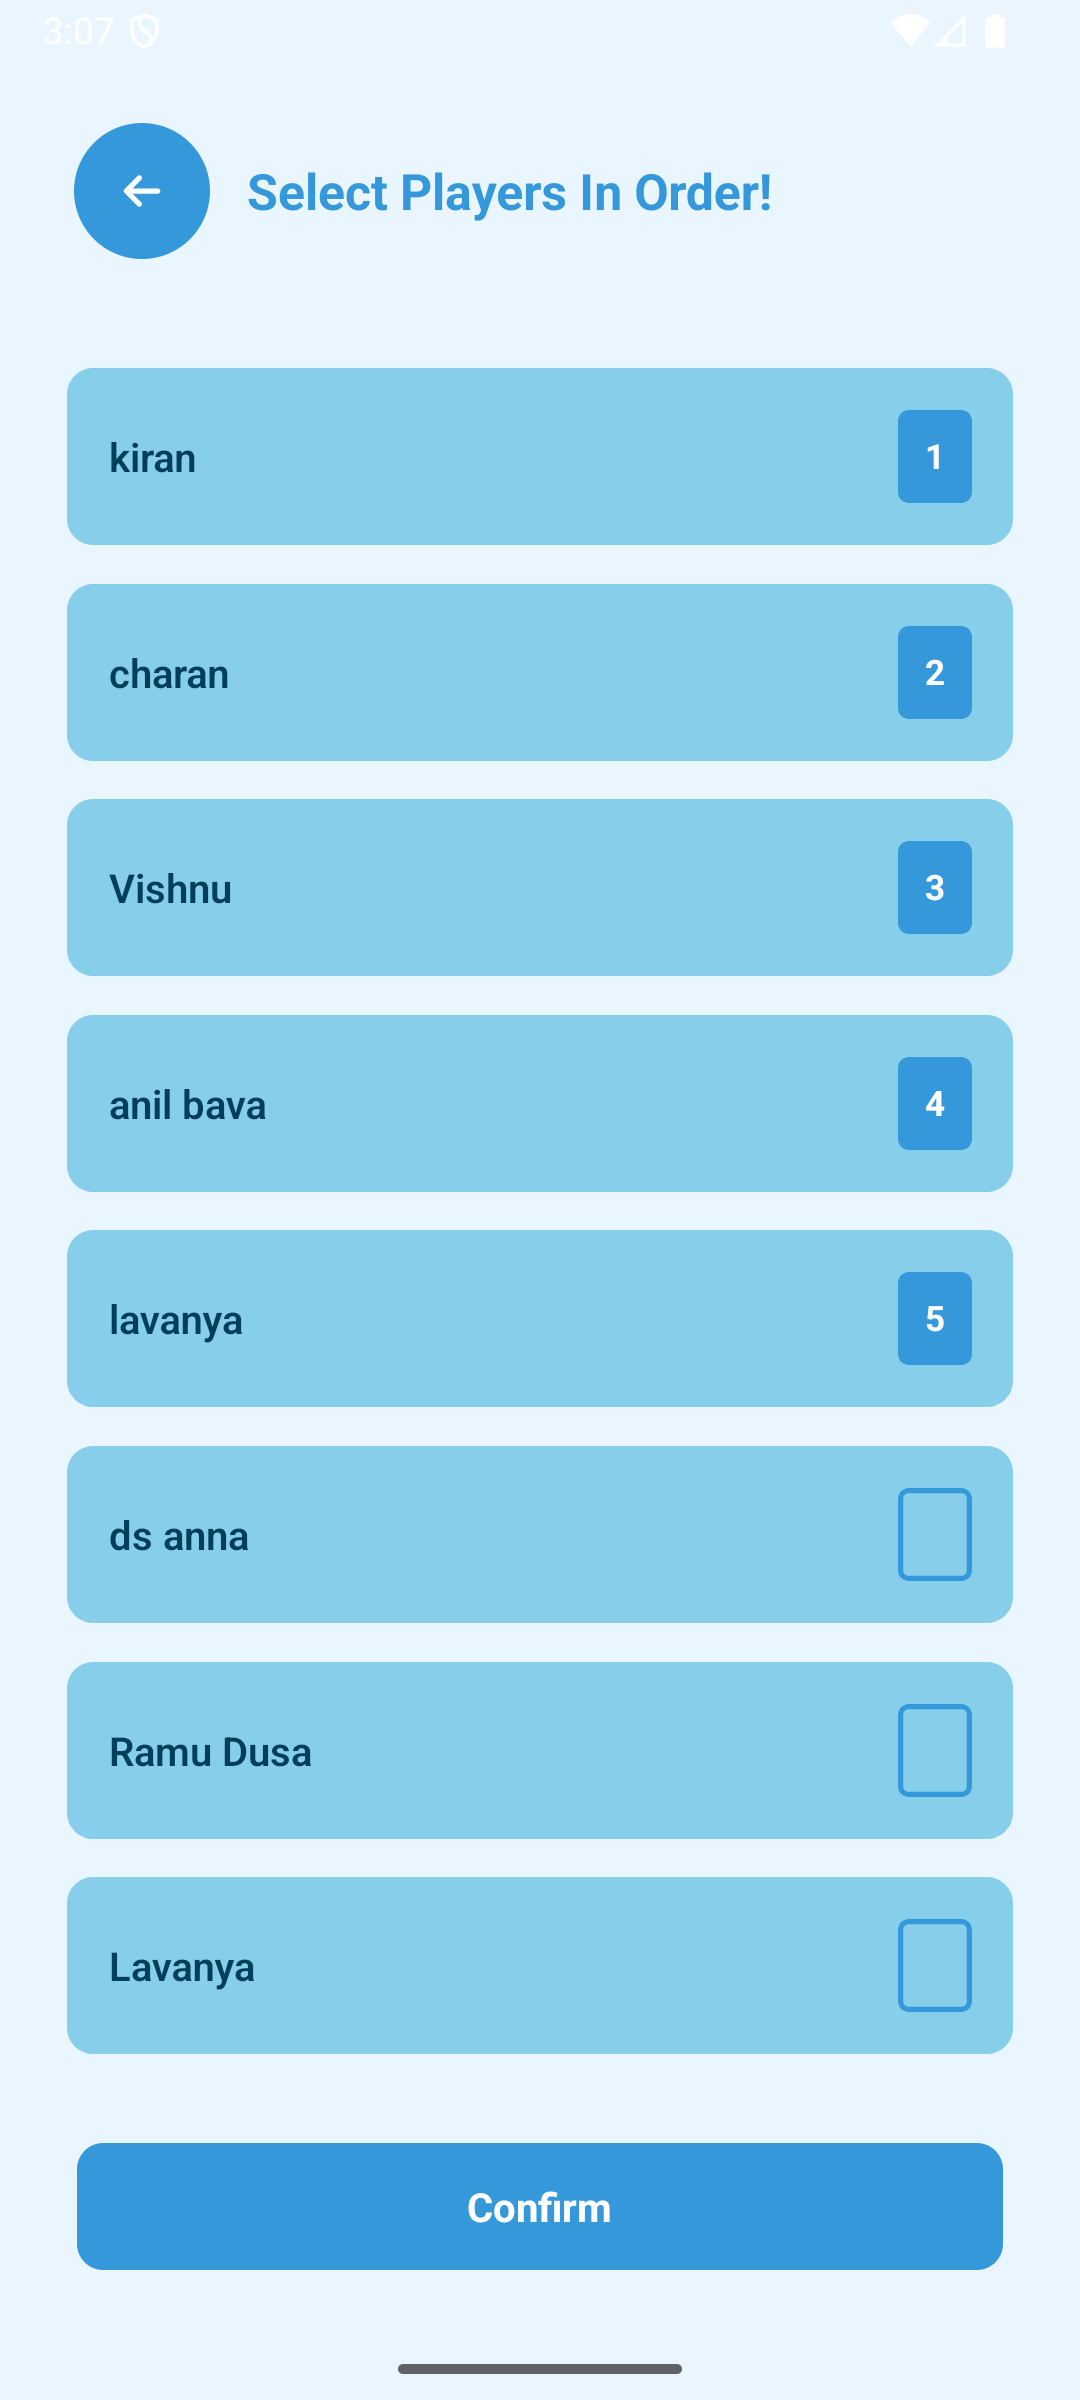 3:07
Select Players In Order!
kiran 1
charan 2
Vishnu 3
anil bava 4
lavanya 5
ds anna
Ramu Dusa
Lavanya
Confirm